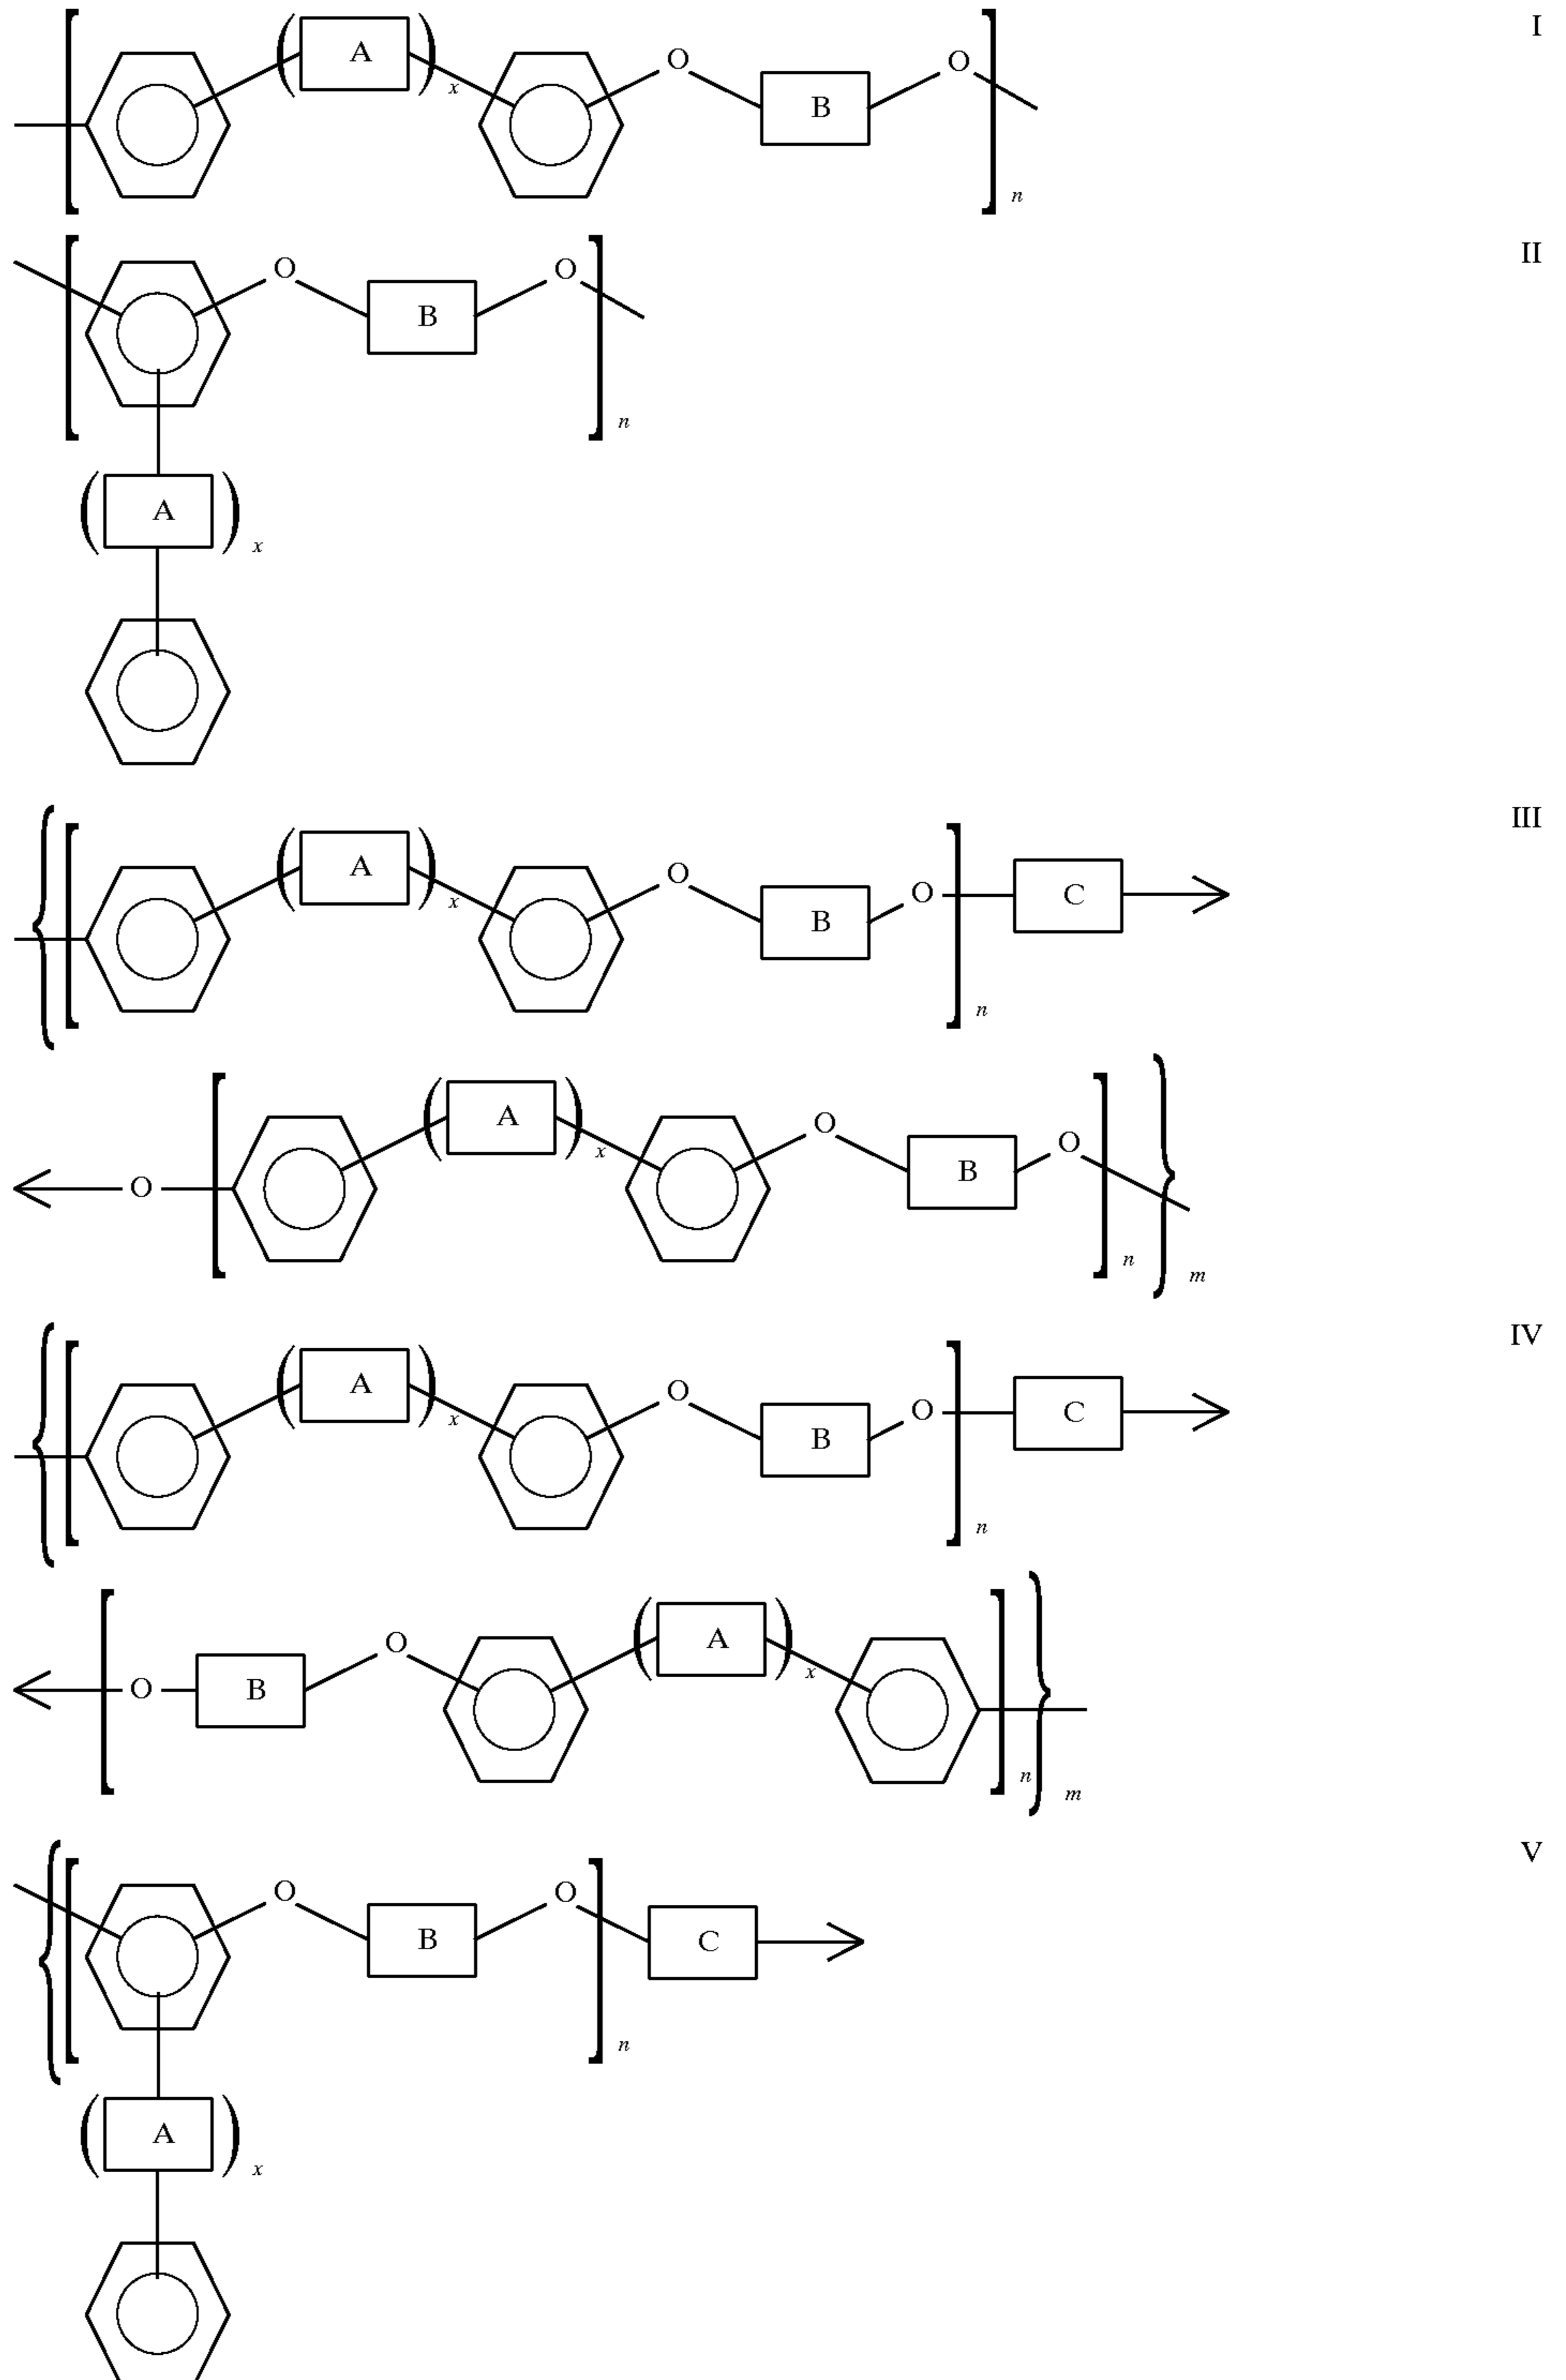 I
( A ) x O B O n
II
O B O n
( A ) x
III
( A ) x O B O n C
O ( A ) x O B O n m
IV
( A ) x O B O n C
O B O ( A ) x n m
V
O B O n C
( A ) x